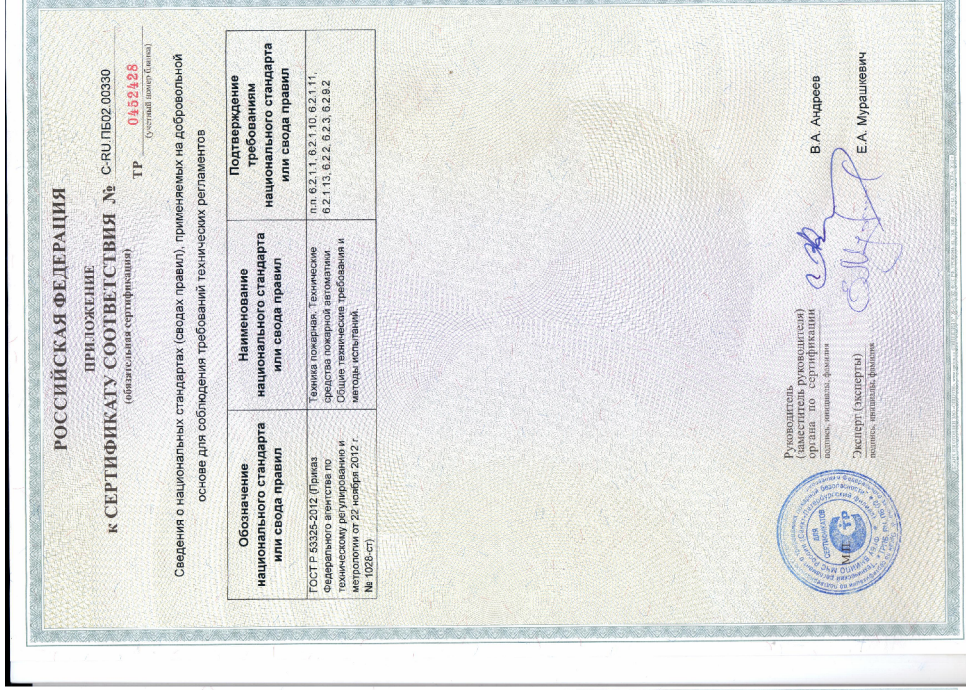 РОССИЙСКАЯ ФЕДЕРАЦИЯ
ПРИЛОЖЕНИЕ
к СЕРТИФИКАТУ СООТВЕТСТВИЯ № C-RU.ПБ02.00330
(обязательная сертификация)
ТР 0452428
(учетный номер бланка)
Сведения о национальных стандартах (сводах правил), применяемых на добровольной
основе для соблюдения требований технических регламентов
Обозначение
национального стандарта
или свода правил
Наименование
национального стандарта
или свода правил
Подтверждение
требованиям
национального стандарта
или свода правил
ГОСТ Р 53325-2012 (Приказ
Федерального агентства по
техническому регулированию и
метрологии от 22 ноября 2012 г.
№ 1028-ст)
Техника пожарная. Технические
средства пожарной автоматики.
Общие технические требования и
методы испытаний.
п.п. 6.2.1.1, 6.2.1.10, 6.2.1.11,
6.2.1.13, 6.2.2, 6.2.3, 6.2.9.2
Руководитель
(заместитель руководителя)
органа по сертификации
подпись, инициалы, фамилия
В.А. Андреев
Эксперт (эксперты)
подпись, инициалы, фамилия
Е.А. Мурашкевич
М.П.
ДЛЯ
СЕРТИФИКАТОВ
ТР